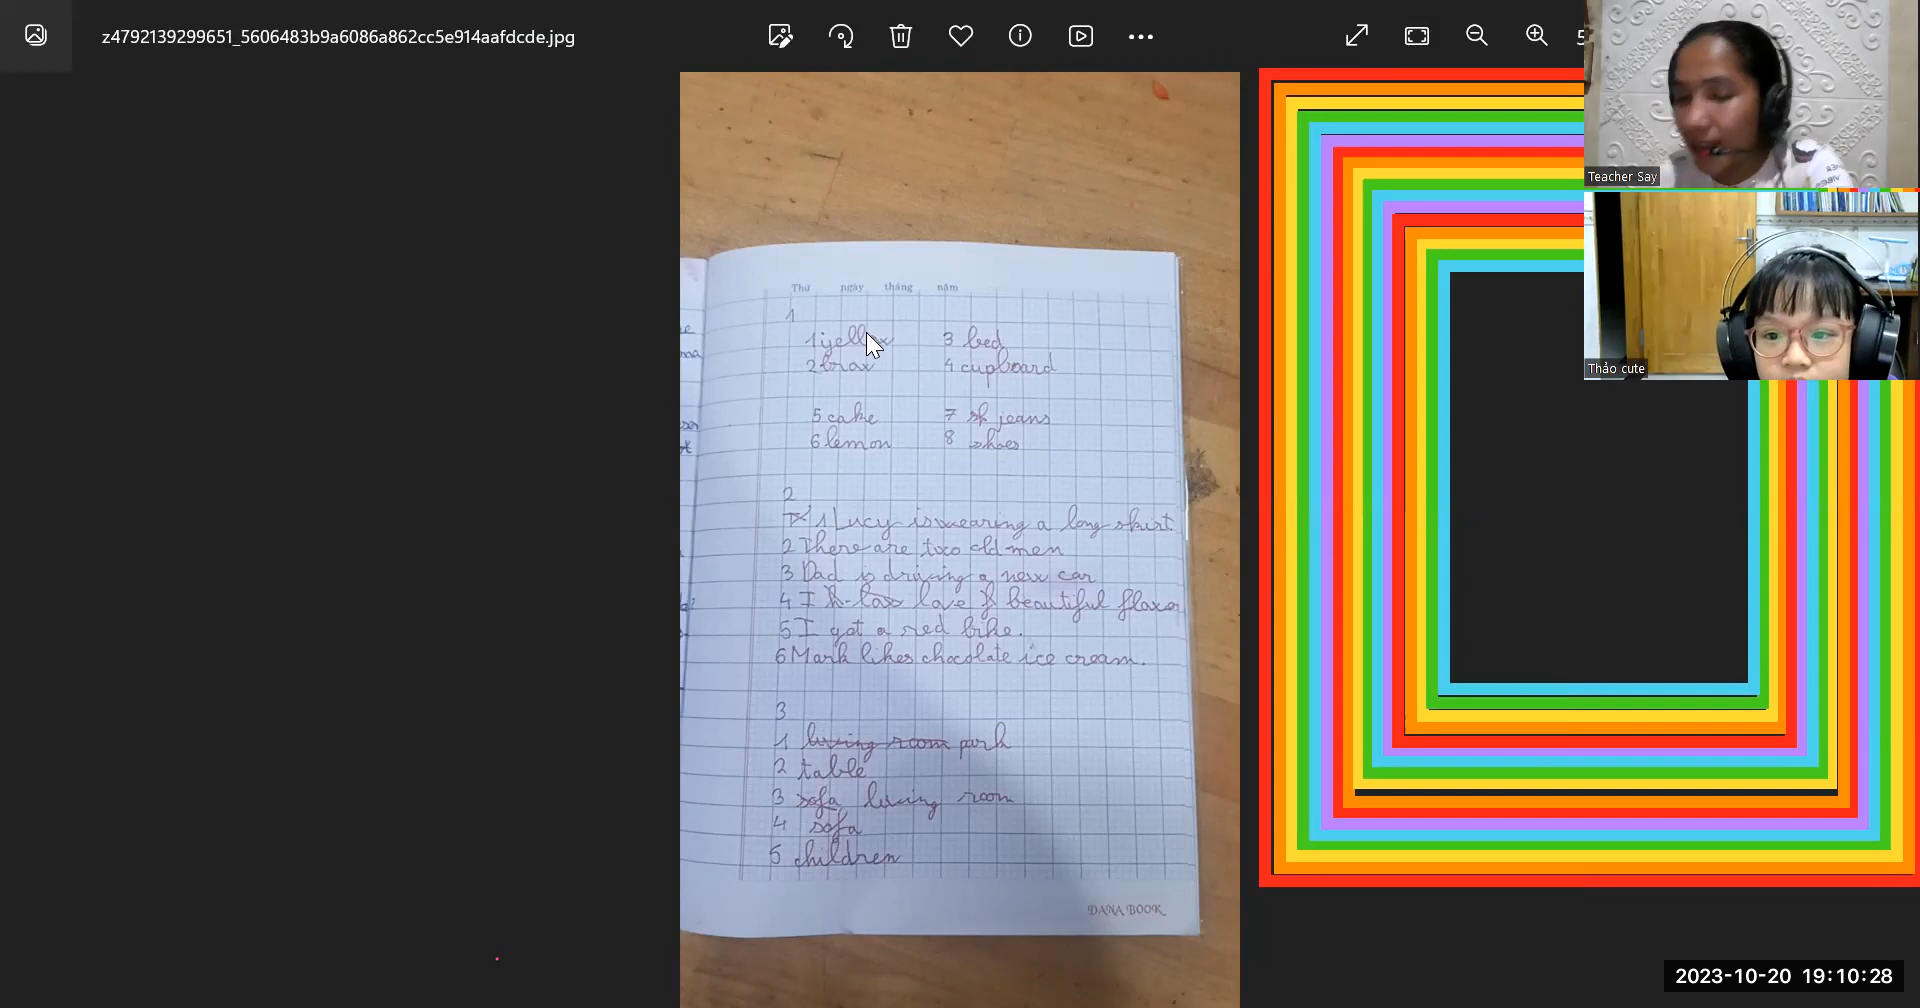 z4792139299651_5606483b9a6086a862cc5e914aafdcde.jpg
Teacher Say
Thảo cute
Thứ ngày tháng năm
1
1 yellow 3 bed
2 brow 4 cupboard
5 cake 7 sk jeans
6 lemon 8 shoes
2
1 Lucy is wearing a long skirt
2 There are two old men
3 Dad is driving a new car
4 I love beautiful flower
5 I got a red bike.
6 Mark likes chocolate ice cream.
3
1 living room park
2 table
3 sofa living room
4 sofa
5 children
DANA BOOK
2023-10-20 19:10:28